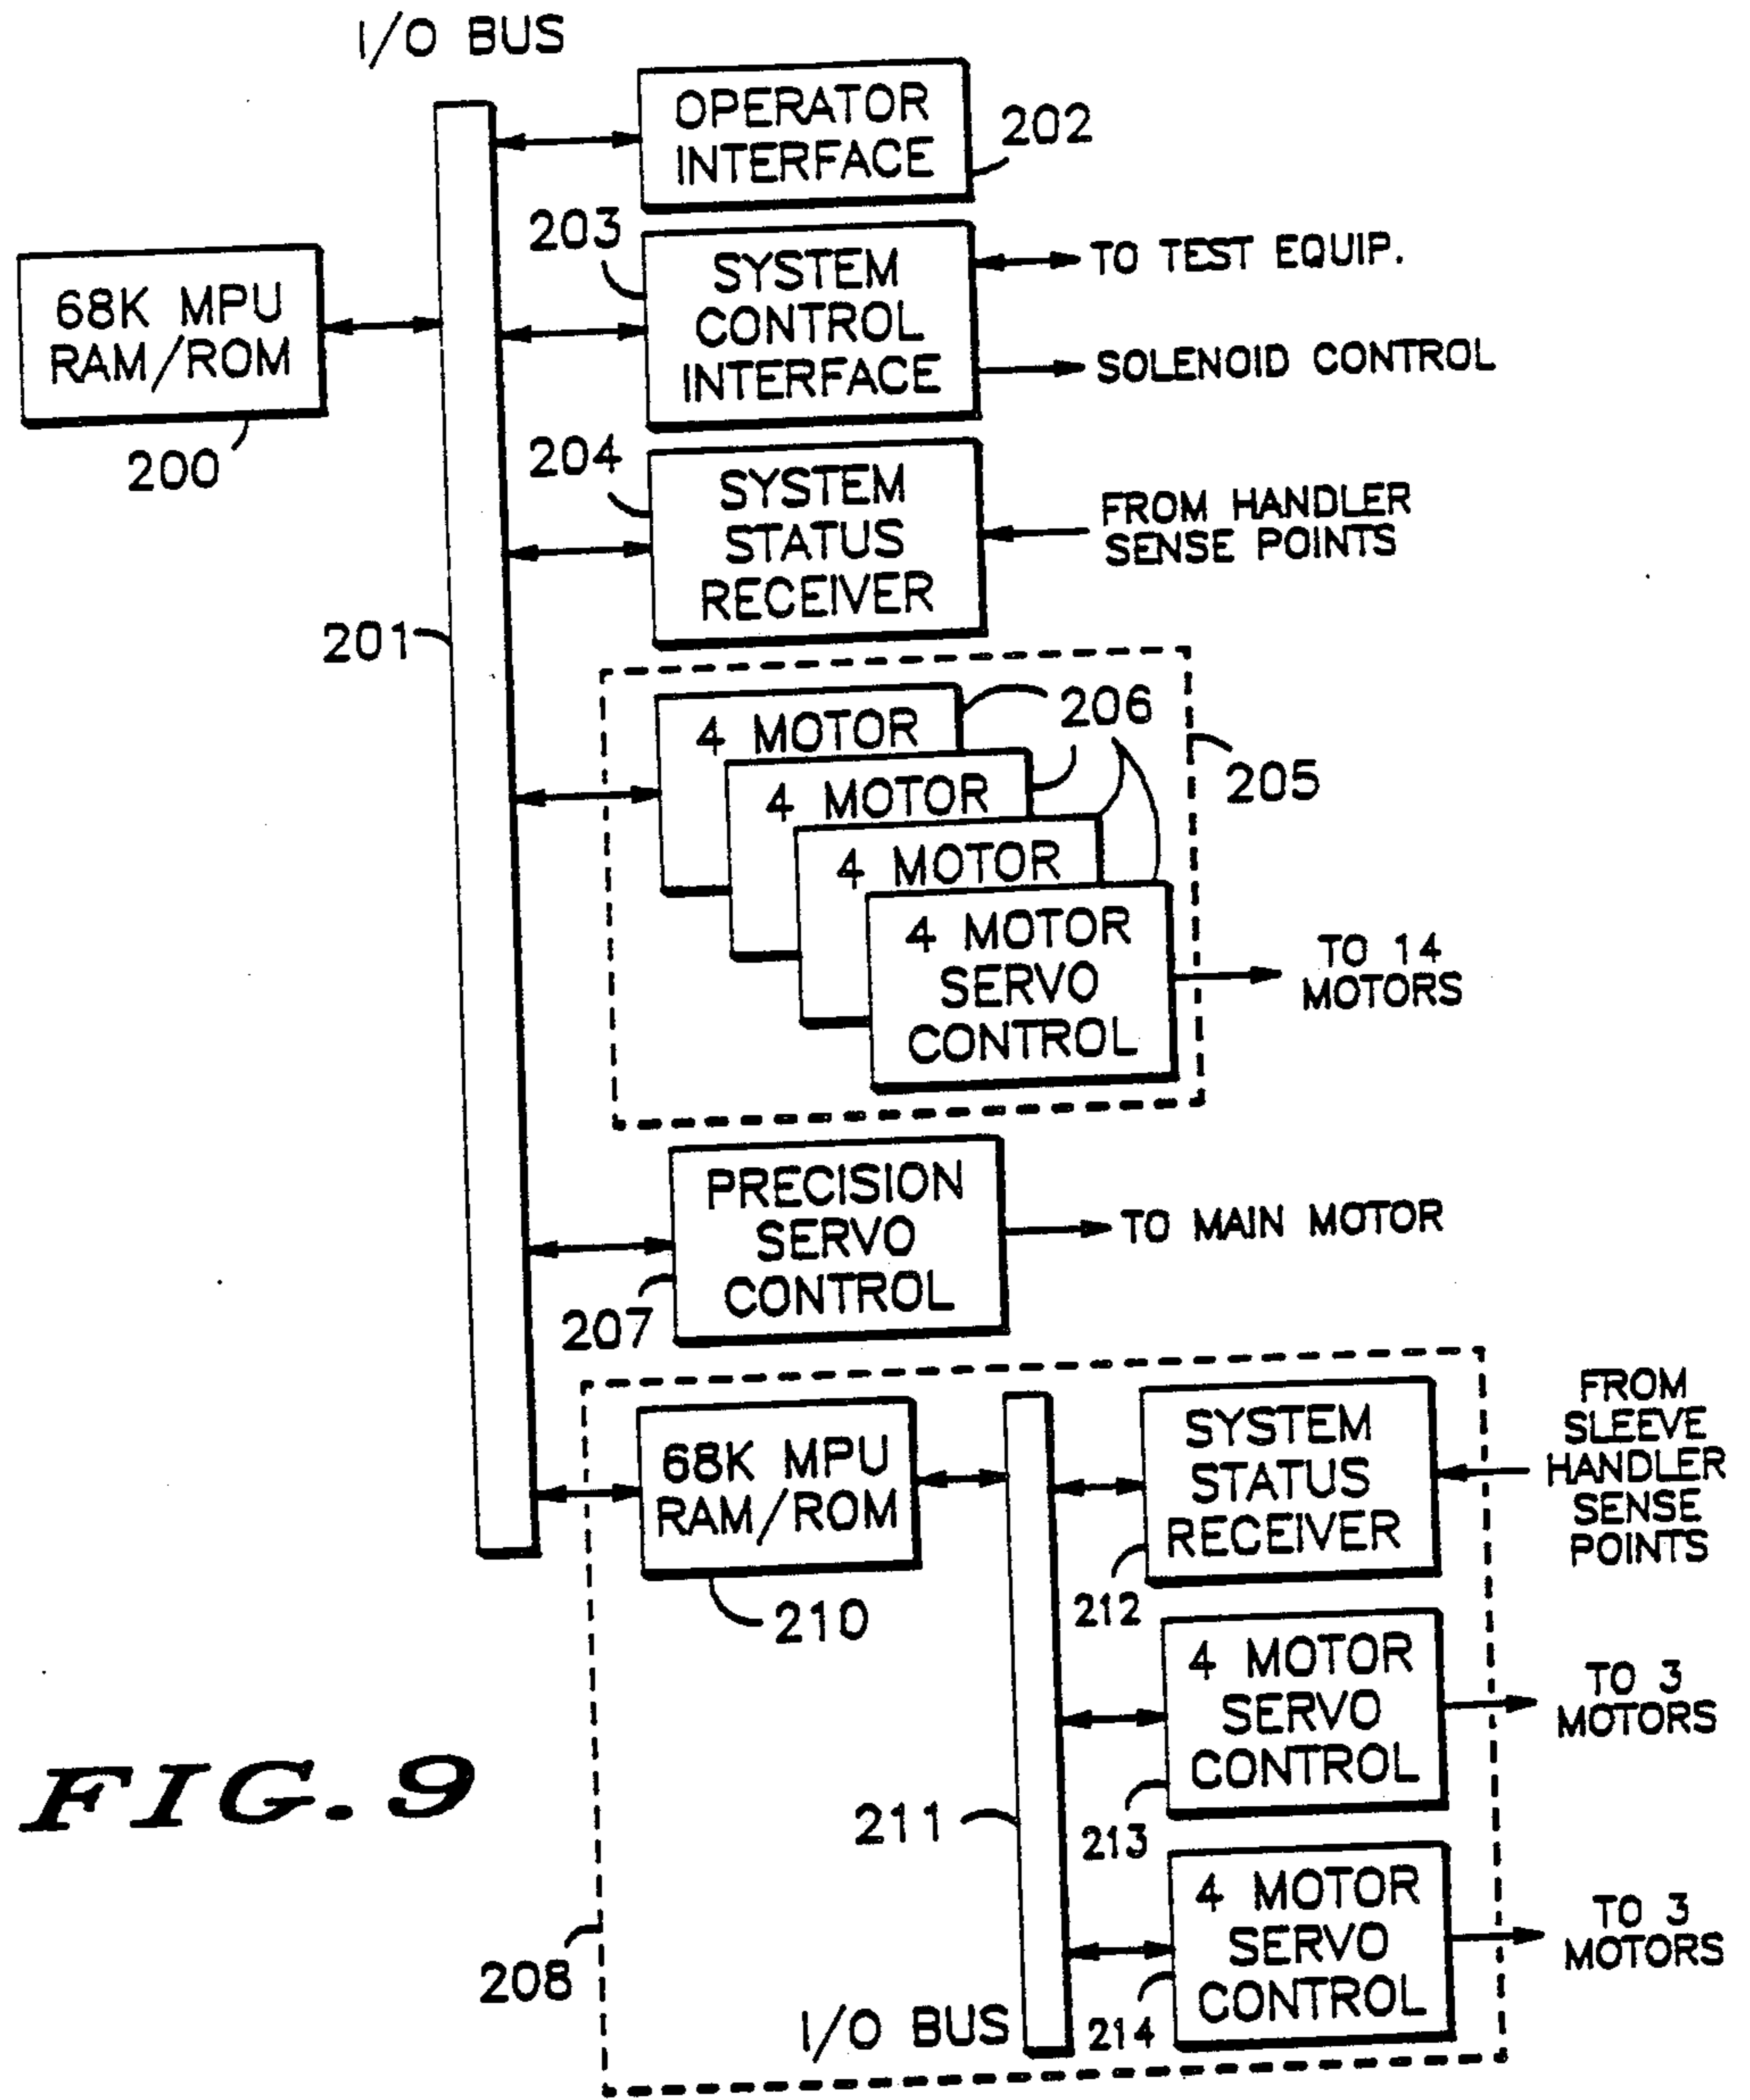 I/O BUS
OPERATOR
INTERFACE
202
203
SYSTEM
CONTROL
INTERFACE
TO TEST EQUIP.
SOLENOID CONTROL
68K MPU
RAM/ROM
200
204
SYSTEM
STATUS
RECEIVER
FROM HANDLER
SENSE POINTS
201
4 MOTOR
206
4 MOTOR
205
4 MOTOR
4 MOTOR
SERVO
CONTROL
TO 14
MOTORS
PRECISION
SERVO
CONTROL
TO MAIN MOTOR
207
68K MPU
RAM/ROM
210
SYSTEM
STATUS
RECEIVER
212
FROM
SLEEVE
HANDLER
SENSE
POINTS
4 MOTOR
SERVO
CONTROL
213
TO 3
MOTORS
211
4 MOTOR
SERVO
CONTROL
214
TO 3
MOTORS
208
I/O BUS
FIG. 9